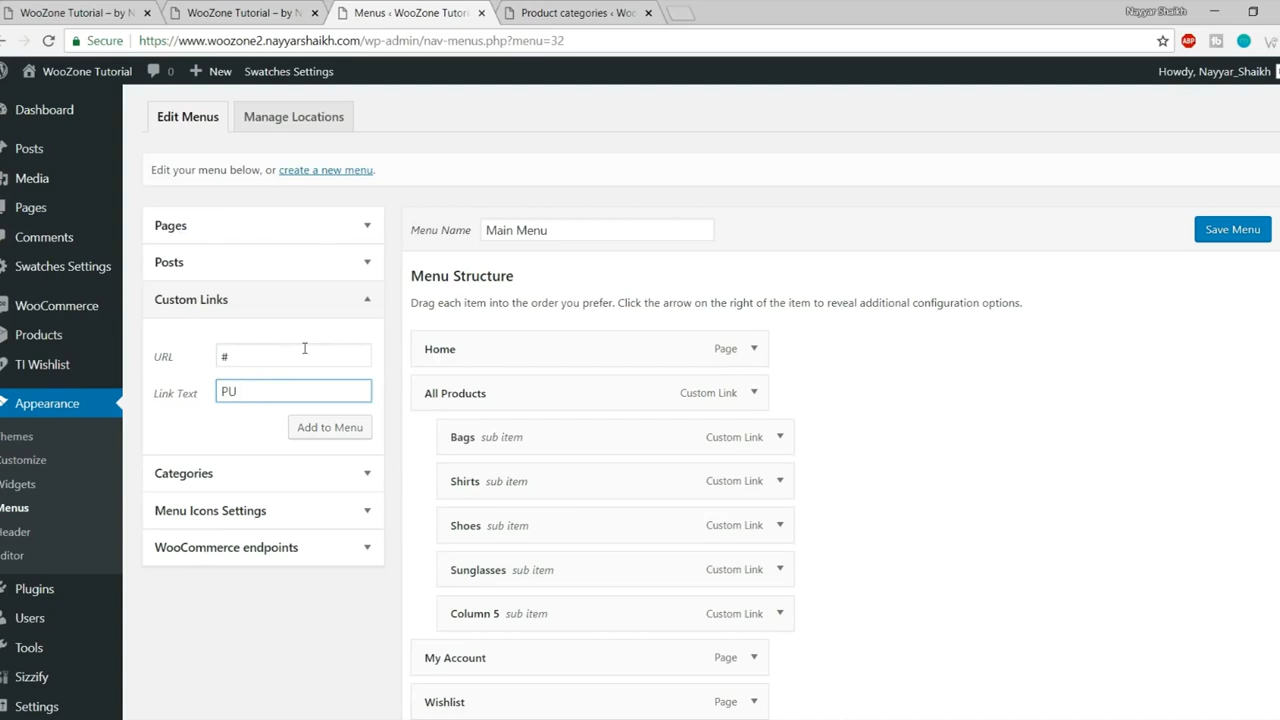 WooZone Tutorial – by N
WooZone Tutorial – by N
Menus ‹ WooZone Tutor
Product categories ‹ Woo
Nayyar Shaikh
Secure
https://www.woozone2.nayyarshaikh.com/wp-admin/nav-menus.php?menu=32
ABP
WooZone Tutorial
0
New
Swatches Settings
Howdy, Nayyar_Shaikh
Dashboard
Posts
Media
Pages
Comments
Swatches Settings
WooCommerce
Products
TI Wishlist
Appearance
hemes
ustomize
Widgets
Menus
Header
ditor
Plugins
Users
Tools
Sizzify
Settings
Edit Menus
Manage Locations
Edit your menu below, or create a new menu.
Pages
Posts
Custom Links
URL
#
Link Text
PU
Add to Menu
Categories
Menu Icons Settings
WooCommerce endpoints
Menu Name
Main Menu
Save Menu
Menu Structure
Drag each item into the order you prefer. Click the arrow on the right of the item to reveal additional configuration options.
Home Page
All Products Custom Link
Bags sub item Custom Link
Shirts sub item Custom Link
Shoes sub item Custom Link
Sunglasses sub item Custom Link
Column 5 sub item Custom Link
My Account Page
Wishlist Page